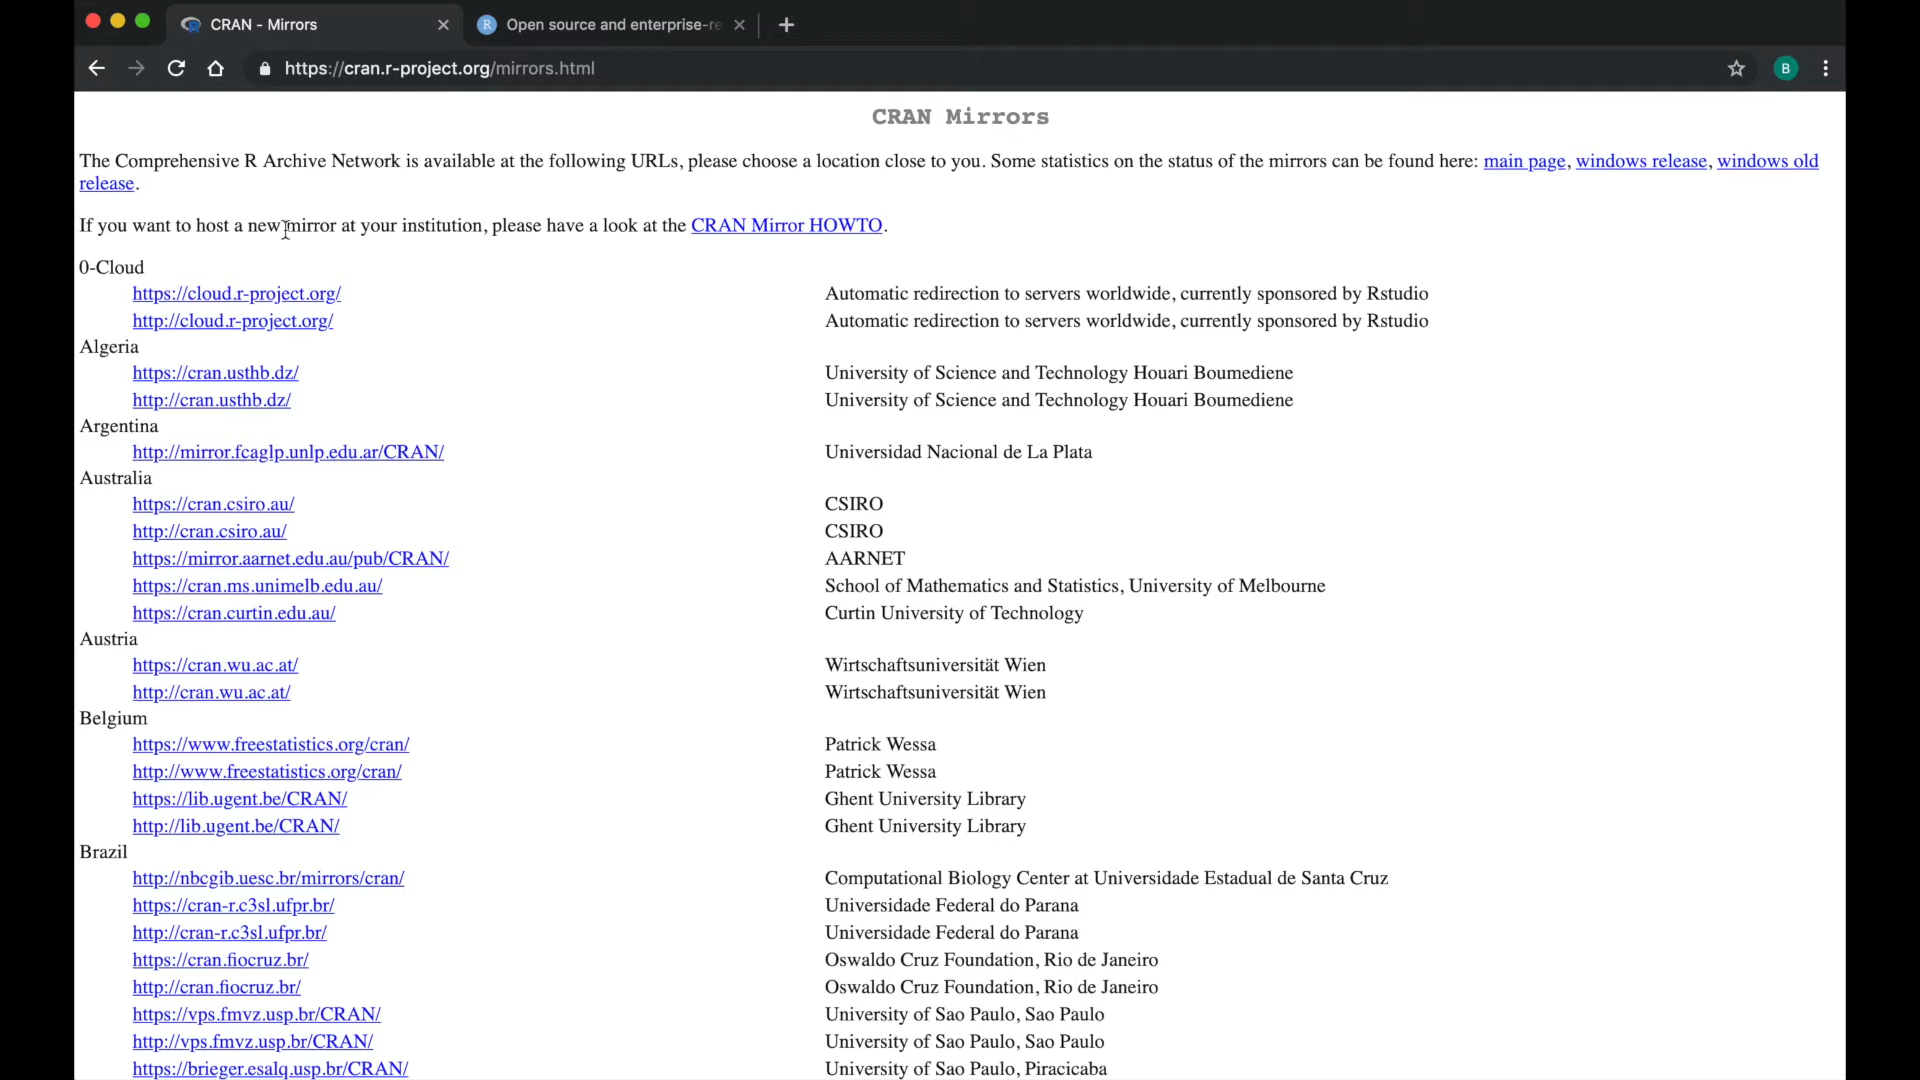 CRAN - Mirrors
Open source and enterprise-re
https://cran.r-project.org/mirrors.html
B
CRAN Mirrors
The Comprehensive R Archive Network is available at the following URLs, please choose a location close to you. Some statistics on the status of the mirrors can be found here: main page, windows release, windows old
release.
If you want to host a new mirror at your institution, please have a look at the CRAN Mirror HOWTO.
0-Cloud
https://cloud.r-project.org/ Automatic redirection to servers worldwide, currently sponsored by Rstudio
http://cloud.r-project.org/ Automatic redirection to servers worldwide, currently sponsored by Rstudio
Algeria
https://cran.usthb.dz/ University of Science and Technology Houari Boumediene
http://cran.usthb.dz/ University of Science and Technology Houari Boumediene
Argentina
http://mirror.fcaglp.unlp.edu.ar/CRAN/ Universidad Nacional de La Plata
Australia
https://cran.csiro.au/ CSIRO
http://cran.csiro.au/ CSIRO
https://mirror.aarnet.edu.au/pub/CRAN/ AARNET
https://cran.ms.unimelb.edu.au/ School of Mathematics and Statistics, University of Melbourne
https://cran.curtin.edu.au/ Curtin University of Technology
Austria
https://cran.wu.ac.at/ Wirtschaftsuniversität Wien
http://cran.wu.ac.at/ Wirtschaftsuniversität Wien
Belgium
https://www.freestatistics.org/cran/ Patrick Wessa
http://www.freestatistics.org/cran/ Patrick Wessa
https://lib.ugent.be/CRAN/ Ghent University Library
http://lib.ugent.be/CRAN/ Ghent University Library
Brazil
http://nbcgib.uesc.br/mirrors/cran/ Computational Biology Center at Universidade Estadual de Santa Cruz
https://cran-r.c3sl.ufpr.br/ Universidade Federal do Parana
http://cran-r.c3sl.ufpr.br/ Universidade Federal do Parana
https://cran.fiocruz.br/ Oswaldo Cruz Foundation, Rio de Janeiro
http://cran.fiocruz.br/ Oswaldo Cruz Foundation, Rio de Janeiro
https://vps.fmvz.usp.br/CRAN/ University of Sao Paulo, Sao Paulo
http://vps.fmvz.usp.br/CRAN/ University of Sao Paulo, Sao Paulo
https://brieger.esalq.usp.br/CRAN/ University of Sao Paulo, Piracicaba